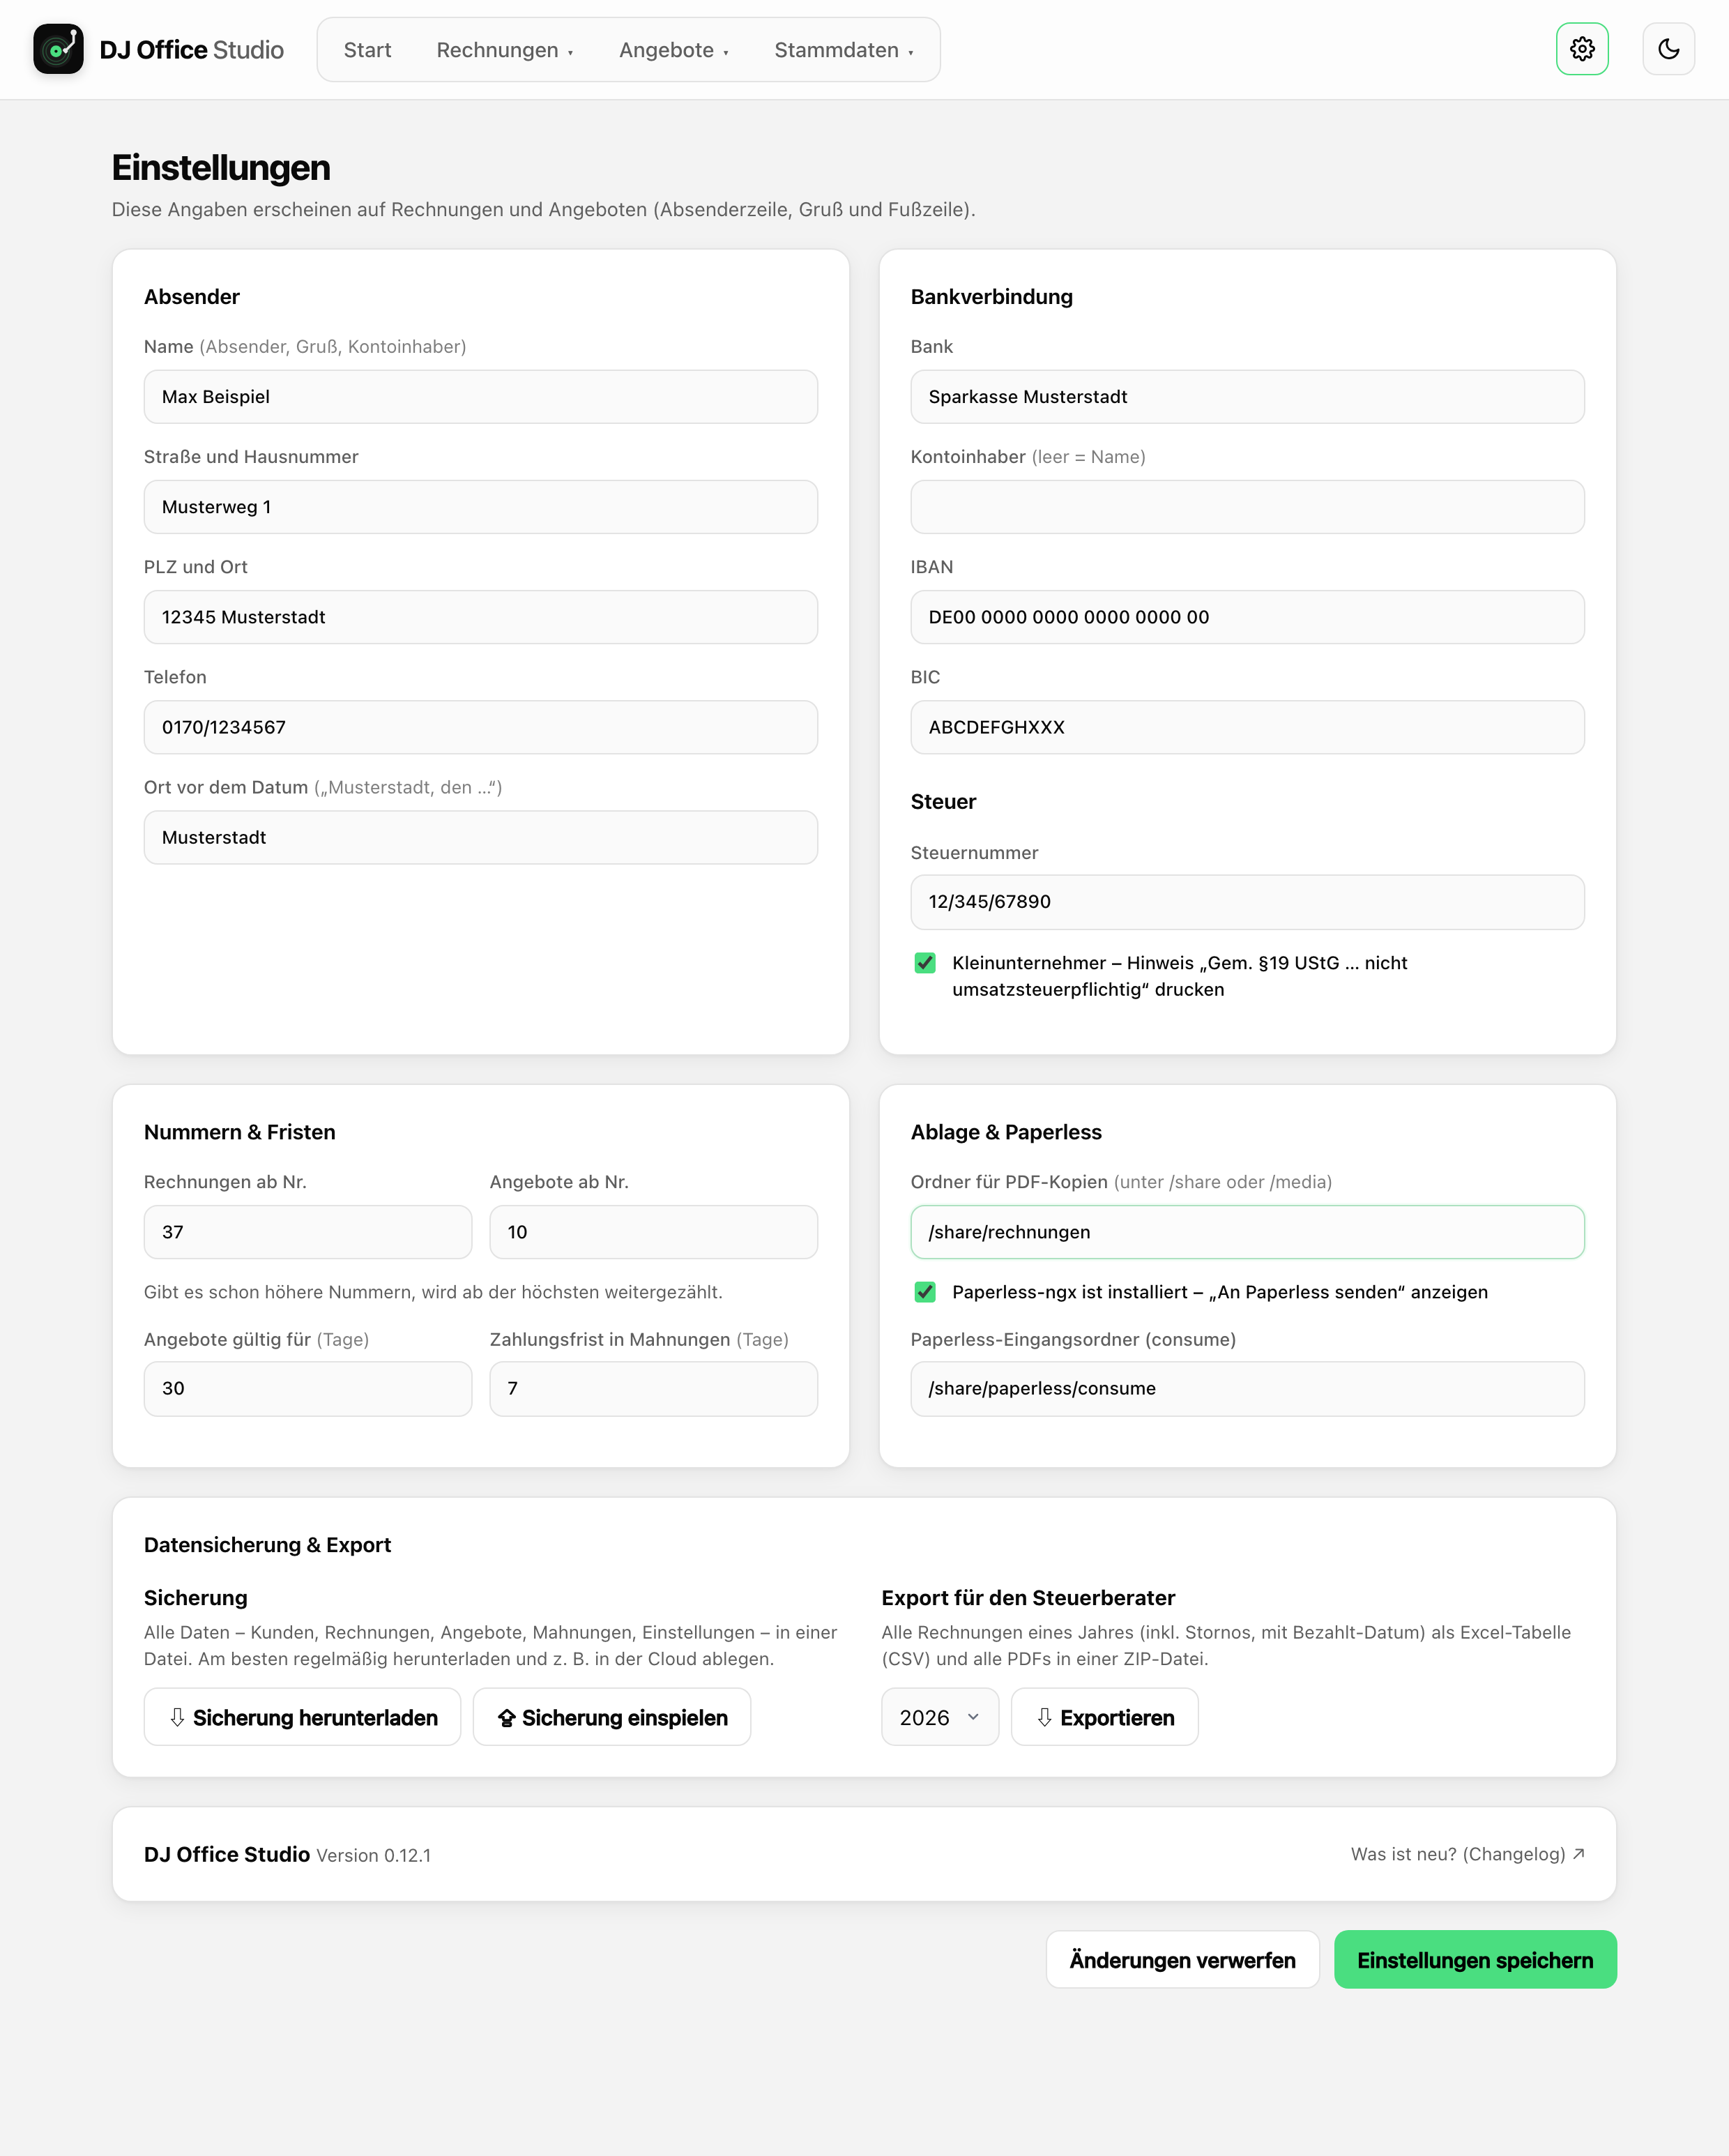 DJ Office Studio
Start
Rechnungen
Angebote
Stammdaten
Einstellungen
Diese Angaben erscheinen auf Rechnungen und Angeboten (Absenderzeile, Gruß und Fußzeile).
Absender
Name (Absender, Gruß, Kontoinhaber)
Max Beispiel
Straße und Hausnummer
Musterweg 1
PLZ und Ort
12345 Musterstadt
Telefon
0170/1234567
Ort vor dem Datum („Musterstadt, den …“)
Musterstadt
Bankverbindung
Bank
Sparkasse Musterstadt
Kontoinhaber (leer = Name)
IBAN
DE00 0000 0000 0000 0000 00
BIC
ABCDEFGHXXX
Steuer
Steuernummer
12/345/67890
Kleinunternehmer – Hinweis „Gem. §19 UStG … nicht
umsatzsteuerpflichtig“ drucken
Nummern & Fristen
Rechnungen ab Nr.
37
Angebote ab Nr.
10
Gibt es schon höhere Nummern, wird ab der höchsten weitergezählt.
Angebote gültig für (Tage)
30
Zahlungsfrist in Mahnungen (Tage)
7
Ablage & Paperless
Ordner für PDF-Kopien (unter /share oder /media)
/share/rechnungen
Paperless-ngx ist installiert – „An Paperless senden“ anzeigen
Paperless-Eingangsordner (consume)
/share/paperless/consume
Datensicherung & Export
Sicherung
Alle Daten – Kunden, Rechnungen, Angebote, Mahnungen, Einstellungen – in einer
Datei. Am besten regelmäßig herunterladen und z. B. in der Cloud ablegen.
⇩ Sicherung herunterladen
⇪ Sicherung einspielen
Export für den Steuerberater
Alle Rechnungen eines Jahres (inkl. Stornos, mit Bezahlt-Datum) als Excel-Tabelle
(CSV) und alle PDFs in einer ZIP-Datei.
2026
⇩ Exportieren
DJ Office Studio Version 0.12.1
Was ist neu? (Changelog) ↗
Änderungen verwerfen
Einstellungen speichern